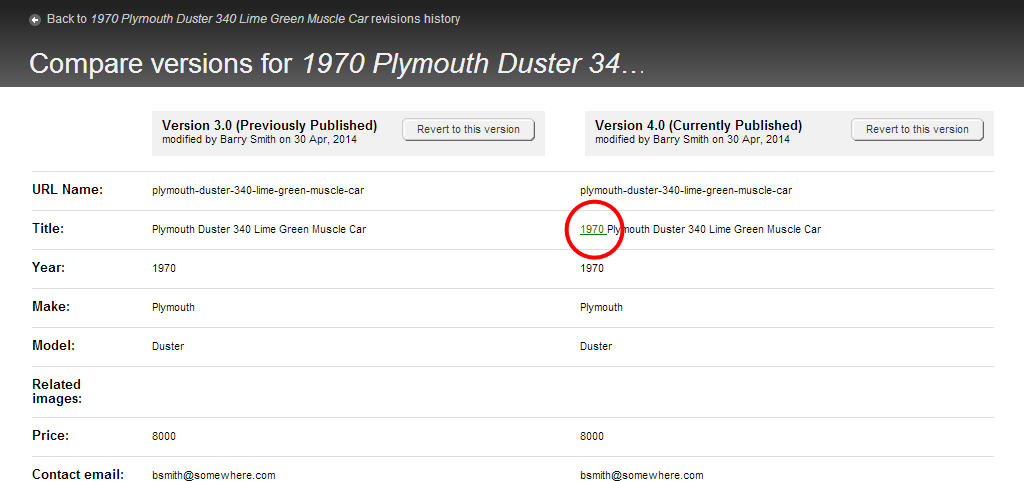 Back to 1970 Plymouth Duster 340 Lime Green Muscle Car revisions history
Compare versions for 1970 Plymouth Duster 34...
Version 3.0 (Previously Published)
modified by Barry Smith on 30 Apr, 2014
Revert to this version
Version 4.0 (Currently Published)
modified by Barry Smith on 30 Apr, 2014
Revert to this version
URL Name: plymouth-duster-340-lime-green-muscle-car plymouth-duster-340-lime-green-muscle-car
Title: Plymouth Duster 340 Lime Green Muscle Car 1970 Plymouth Duster 340 Lime Green Muscle Car
Year: 1970 1970
Make: Plymouth Plymouth
Model: Duster Duster
Related
images:
Price: 8000 8000
Contact email: bsmith@somewhere.com bsmith@somewhere.com